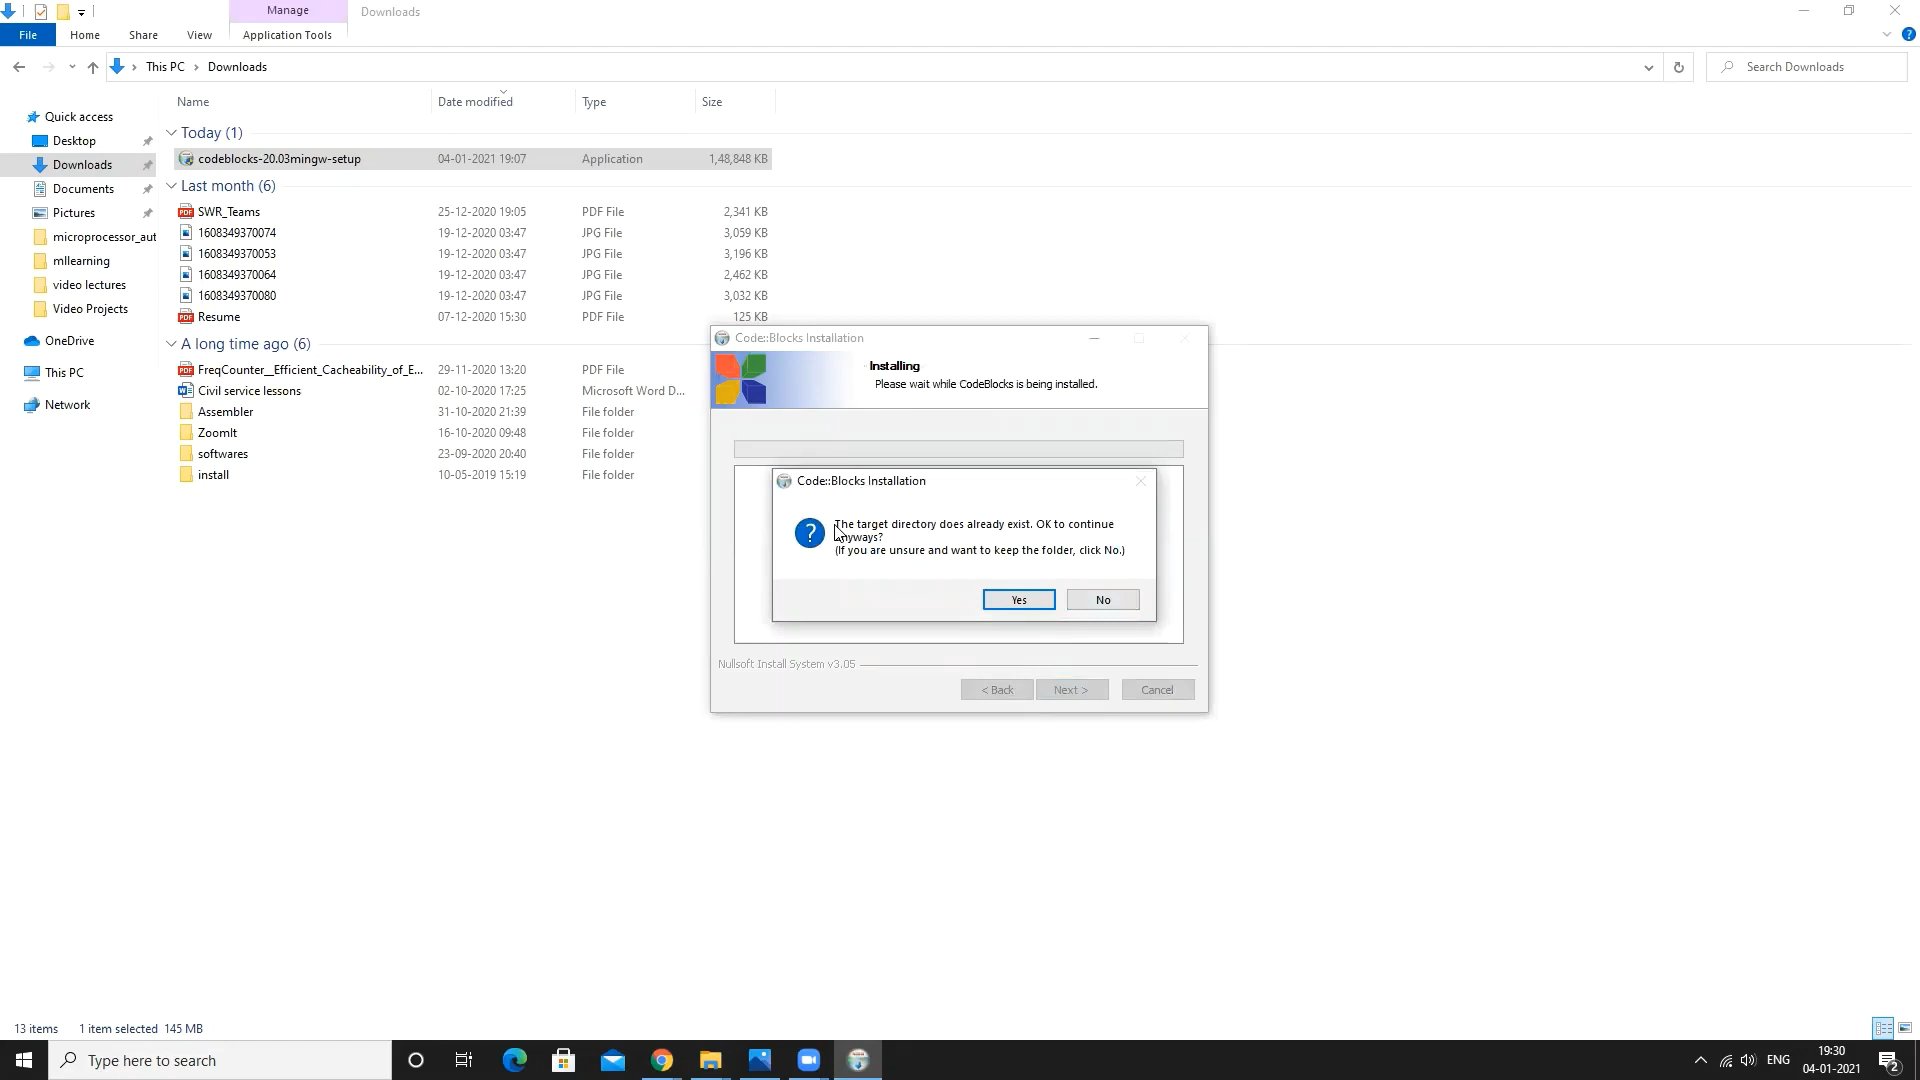 Manage
Downloads
File
Home
Share
View
Application Tools
This PC
Downloads
Search Downloads
Name
Date modified
Type
Size
Quick access
Desktop
Downloads
Documents
Pictures
microprocessor_aut
mllearning
video lectures
Video Projects
OneDrive
This PC
Network
Today (1)
codeblocks-20.03mingw-setup 04-01-2021 19:07 Application 1,48,848 KB
Last month (6)
SWR_Teams 25-12-2020 19:05 PDF File 2,341 KB
1608349370074 19-12-2020 03:47 JPG File 3,059 KB
1608349370053 19-12-2020 03:47 JPG File 3,196 KB
1608349370064 19-12-2020 03:47 JPG File 2,462 KB
1608349370080 19-12-2020 03:47 JPG File 3,032 KB
Resume 07-12-2020 15:30 PDF File 125 KB
A long time ago (6)
FreqCounter__Efficient_Cacheability_of_E... 29-11-2020 13:20 PDF File
Civil service lessons 02-10-2020 17:25 Microsoft Word D...
Assembler 31-10-2020 21:39 File folder
ZoomIt 16-10-2020 09:48 File folder
softwares 23-09-2020 20:40 File folder
install 10-05-2019 15:19 File folder
Code::Blocks Installation
Installing
Please wait while CodeBlocks is being installed.
Code::Blocks Installation
The target directory does already exist. OK to continue
anyways?
(If you are unsure and want to keep the folder, click No.)
Yes
No
Nullsoft Install System v3.05
< Back
Next >
Cancel
13 items
1 item selected 145 MB
Type here to search
ENG
19:30
04-01-2021
2